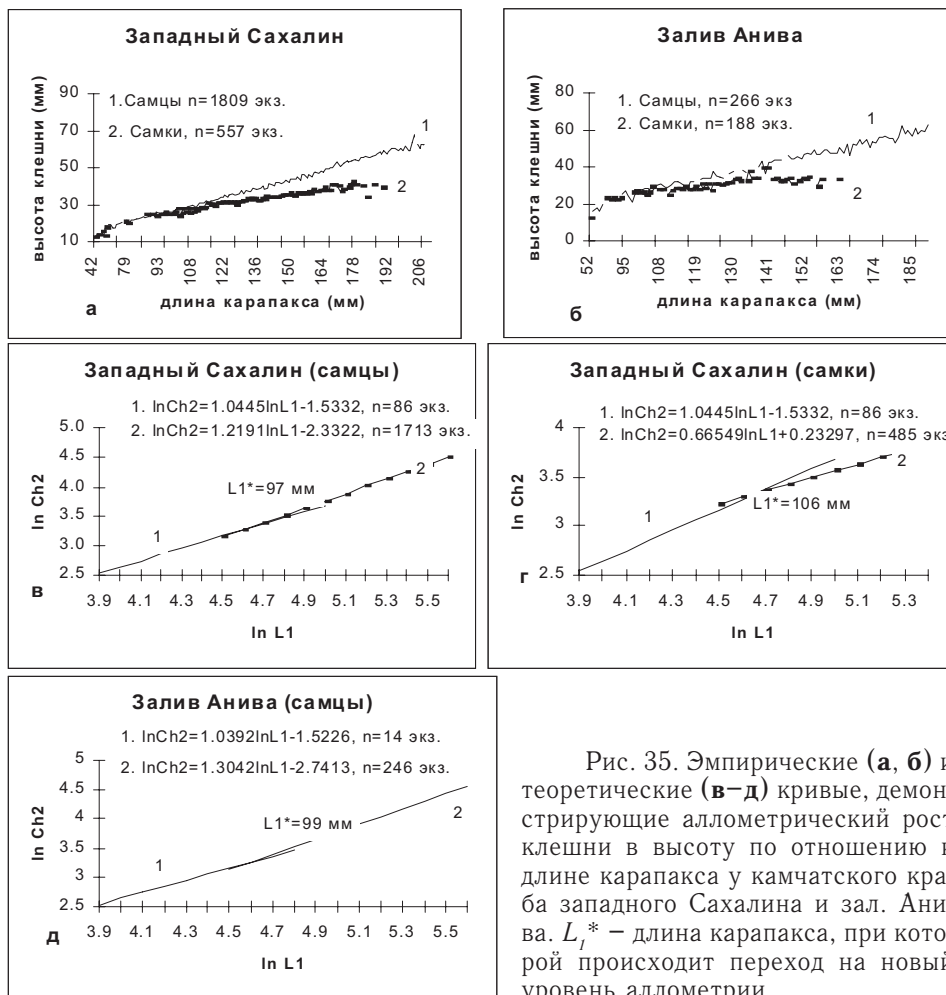 Западный Сахалин
высота клешни (мм)
90
70
50
30
10
1.Самцы n=1809 экз.
2. Самки, n=557 экз.
1
2
42 79 93 108 122 136 150 164 178 192 206
длина карапакса (мм)
а
Залив Анива
высота клешни (мм)
80
60
40
20
0
1. Самцы, n=266 экз
2. Самки, n=188 экз.
1
2
52 95 108 119 130 141 152 163 174 185
длина карапакса (мм)
б
Западный Сахалин (самцы)
1. lnCh2=1.0445lnL1-1.5332, n=86 экз.
2. lnCh2=1.2191lnL1-2.3322, n=1713 экз.
ln Ch2
5.0
4.5
4.0
3.5
3.0
2.5
L1*=97 мм
1
2
3.9 4.1 4.3 4.5 4.7 4.9 5.1 5.3 5.5
ln L1
в
Западный Сахалин (самки)
1. lnCh2=1.0445lnL1-1.5332, n=86 экз.
2. lnCh2=0.66549lnL1+0.23297, n=485 экз
ln Ch2
4
3.5
3
2.5
L1*=106 мм
1
2
3.9 4.1 4.3 4.5 4.7 4.9 5.1 5.3
ln L1
г
Залив Анива (самцы)
1. lnCh2=1.0392lnL1-1.5226, n=14 экз.
2. lnCh2=1.3042lnL1-2.7413, n=246 экз.
ln Ch2
5
4.5
4
3.5
3
2.5
L1*=99 мм
1
2
3.9 4.1 4.3 4.5 4.7 4.9 5.1 5.3 5.5
ln L1
д
Рис. 35. Эмпирические (а, б) и
теоретические (в–д) кривые, демон
стрирующие аллометрический рост
клешни в высоту по отношению к
длине карапакса у камчатского кра
ба западного Сахалина и зал. Ани
ва. L1* – длина карапакса, при кото
рой происходит переход на новый
уровень аллометрии